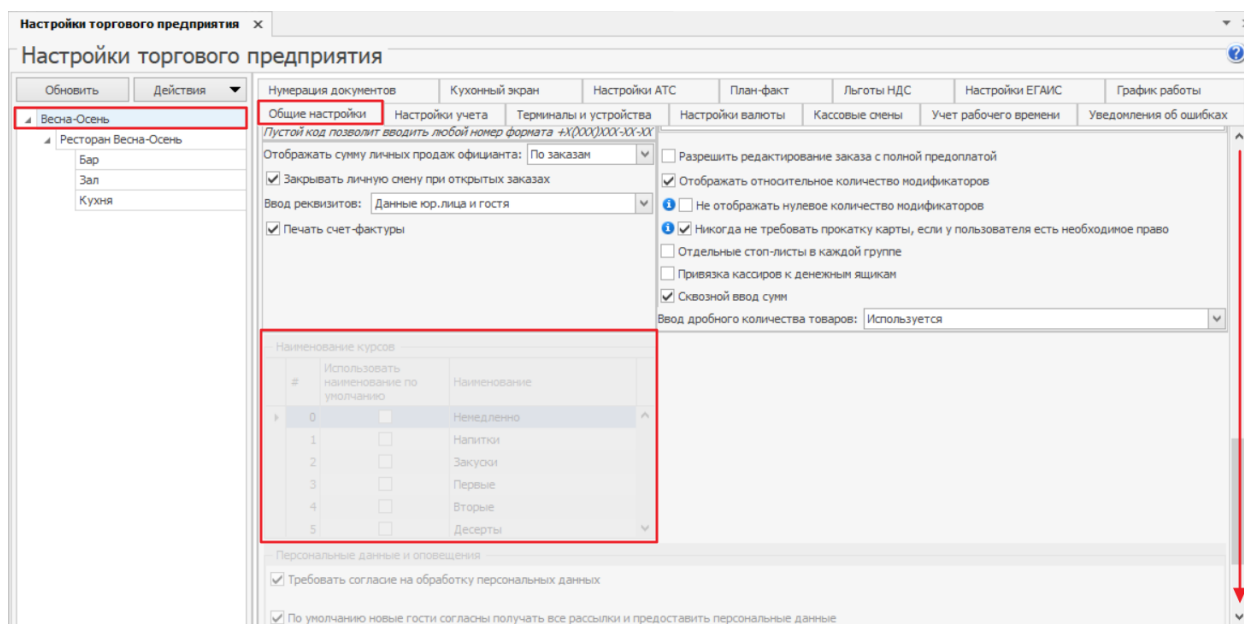 Настройки торгового предприятия
Настройки торгового предприятия
Обновить Действия
Весна-Осень
Ресторан Весна-Осень
Бар
Зал
Кухня
Нумерация документов Кухонный экран Настройки АТС План-факт Льготы НДС Настройки ЕГАИС График работы
Общие настройки Настройки учета Терминалы и устройства Настройки валюты Кассовые смены Учет рабочего времени Уведомления об ошибках
Пустой код позволит вводить любой номер формата +X(XXX)XXX-XX-XX
Отображать сумму личных продаж официанта: По заказам
Закрывать личную смену при открытых заказах
Ввод реквизитов: Данные юр.лица и гостя
Печать счет-фактуры
Разрешить редактирование заказа с полной предоплатой
Отображать относительное количество модификаторов
Не отображать нулевое количество модификаторов
Никогда не требовать прокатку карты, если у пользователя есть необходимое право
Отдельные стоп-листы в каждой группе
Привязка кассиров к денежным ящикам
Сквозной ввод сумм
Ввод дробного количества товаров: Используется
Наименование курсов
# Использовать наименование по умолчанию Наименование
0 Немедленно
1 Напитки
2 Закуски
3 Первые
4 Вторые
5 Десерты
Персональные данные и оповещения
Требовать согласие на обработку персональных данных
По умолчанию новые гости согласны получать все рассылки и предоставить персональные данные